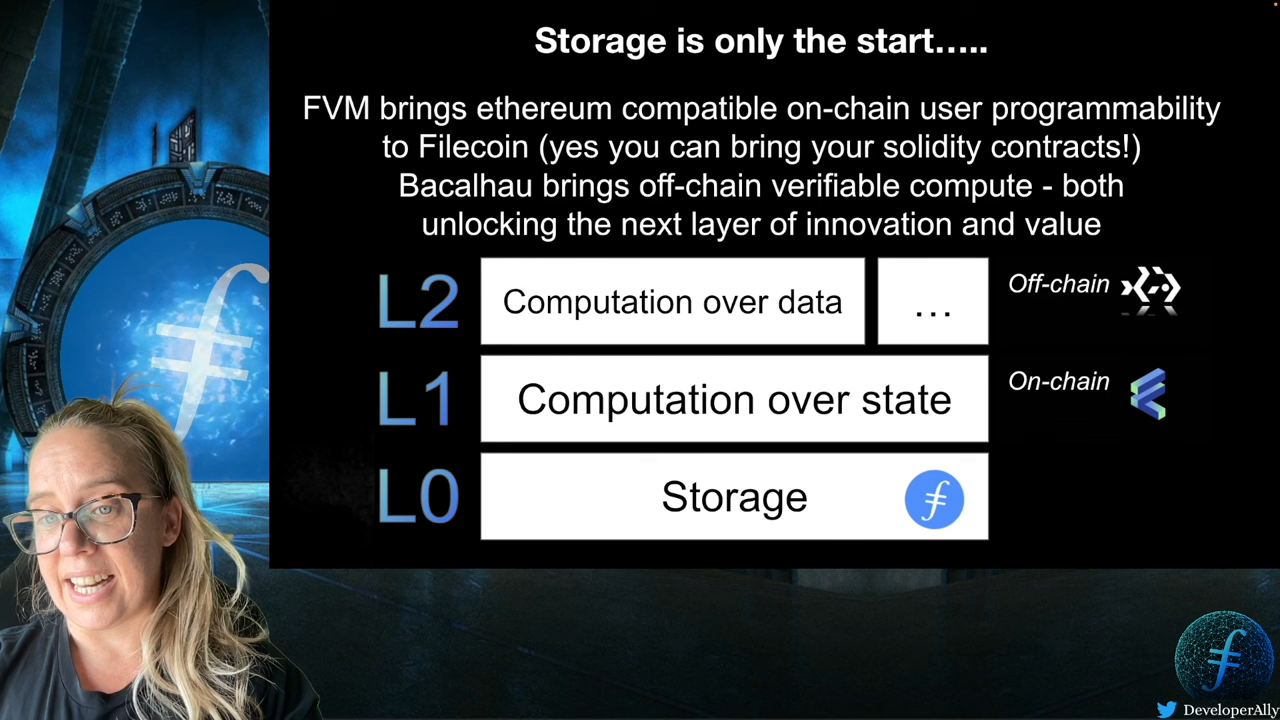 Storage is only the start.....
FVM brings ethereum compatible on-chain user programmability
to Filecoin (yes you can bring your solidity contracts!)
Bacalhau brings off-chain verifiable compute - both
unlocking the next layer of innovation and value
L2 Computation over data ... Off-chain
L1 Computation over state On-chain
L0 Storage
DeveloperAlly